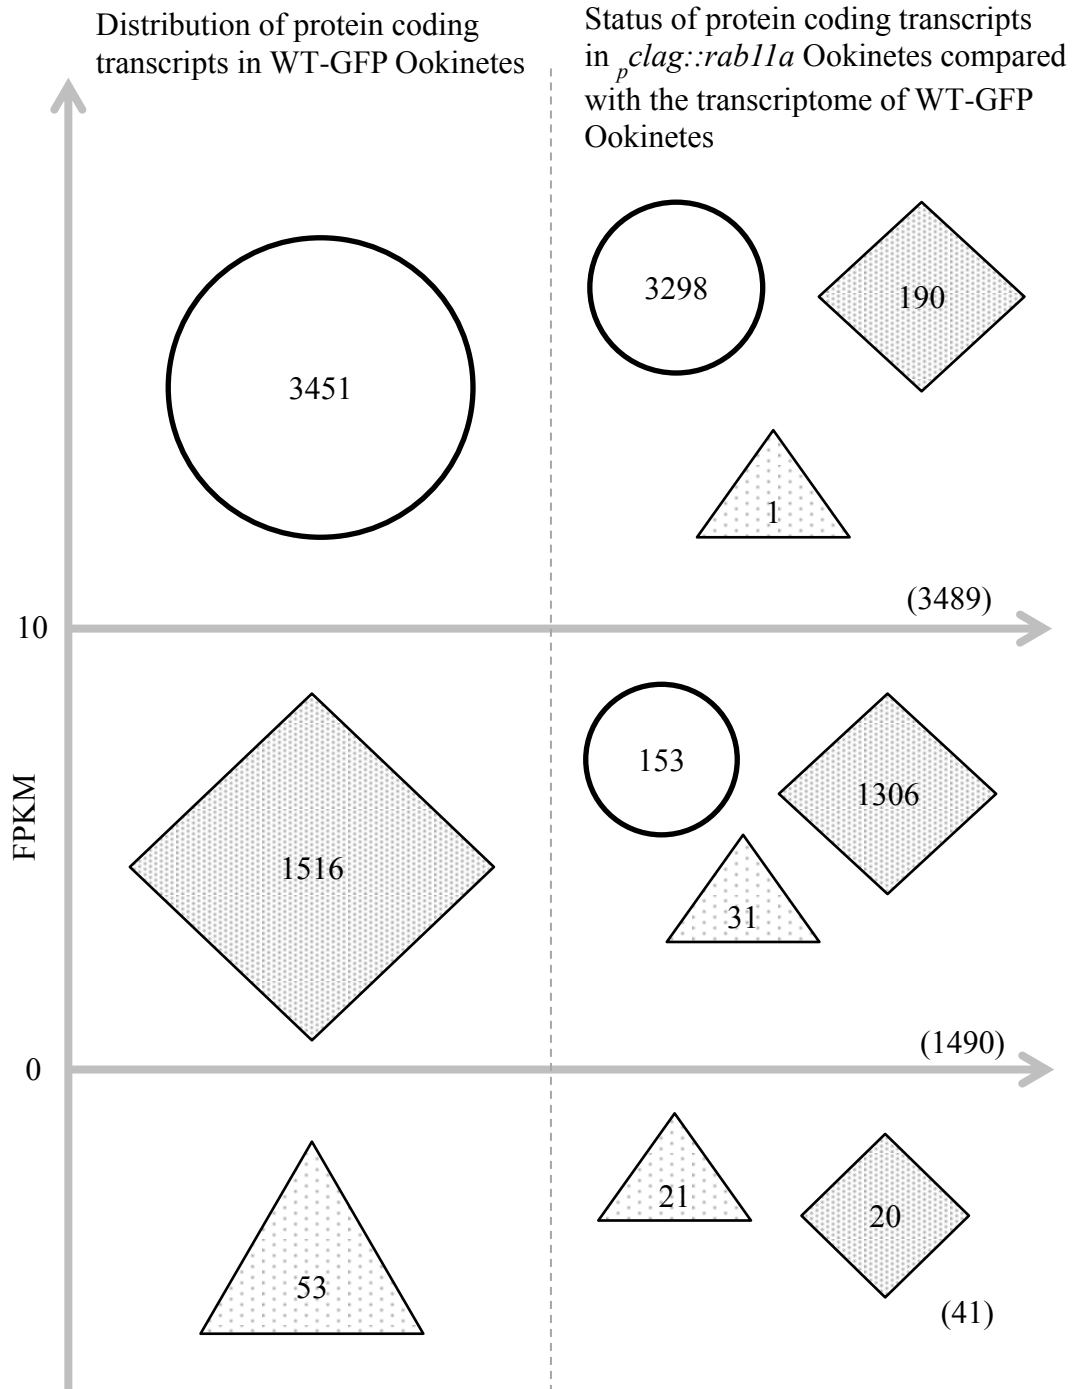 Distribution of protein coding
transcripts in WT-GFP Ookinetes
Status of protein coding transcripts
in pclag::rab11a Ookinetes compared
with the transcriptome of WT-GFP
Ookinetes
3451
3298
190
1
(3489)
10
FPKM
1516
153
1306
31
(1490)
0
53
21
20
(41)